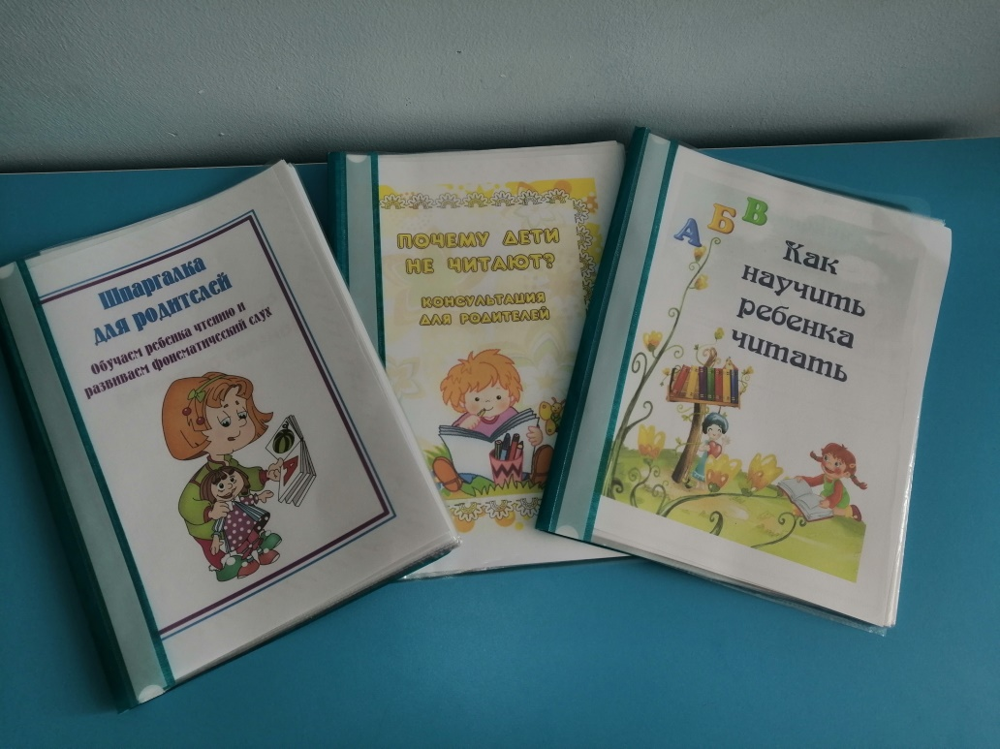 Шпаргалка
для родителей
Обучаем ребенка чтению и
развиваем фонематический слух
ПОЧЕМУ ДЕТИ
НЕ ЧИТАЮТ?
КОНСУЛЬТАЦИЯ
ДЛЯ РОДИТЕЛЕЙ
А Б В
Как
научить
ребенка
читать